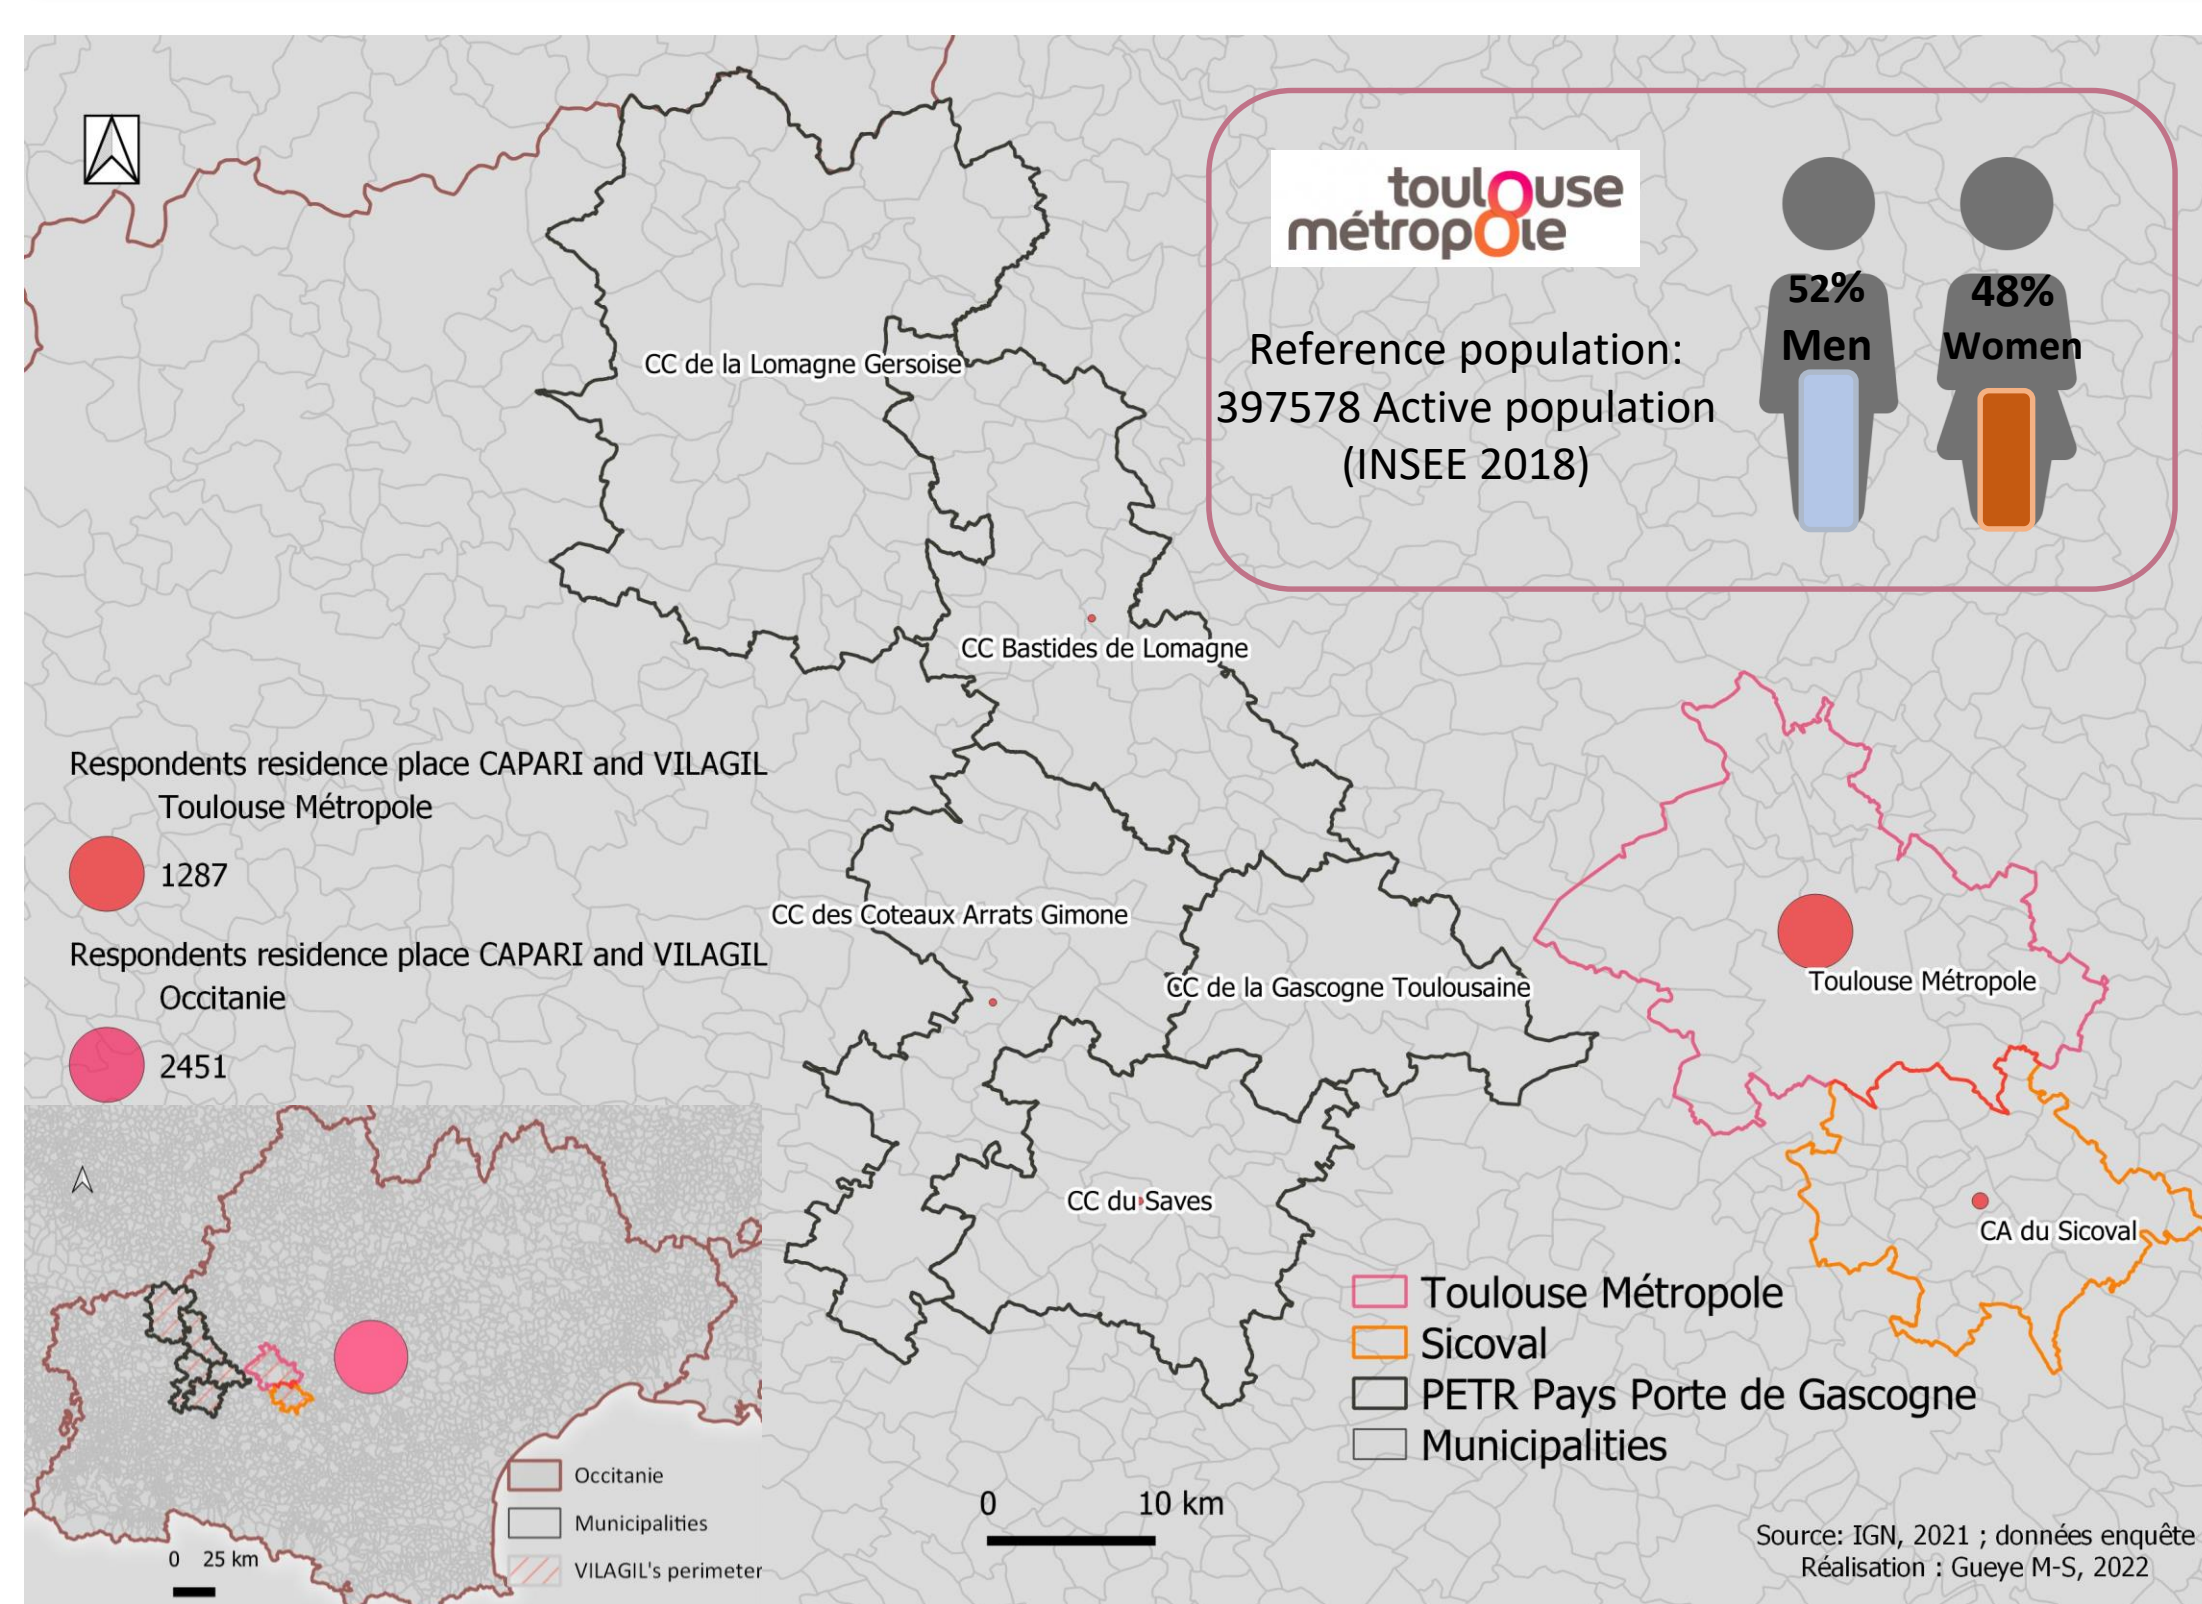 toulouse
métropole
Reference population:
397578 Active population
(INSEE 2018)
52%
Men
48%
Women
CC de la Lomagne Gersoise
CC Bastides de Lomagne
CC des Coteaux Arrats Gimone
CC de la Gascogne Toulousaine
Toulouse Métropole
CC du Saves
CA du Sicoval
Respondents residence place CAPARI and VILAGIL
Toulouse Métropole
1287
Respondents residence place CAPARI and VILAGIL
Occitanie
2451
Occitanie
Municipalities
VILAGIL's perimeter
0 25 km
Toulouse Métropole
Sicoval
PETR Pays Porte de Gascogne
Municipalities
0 10 km
Source: IGN, 2021 ; données enquête
Réalisation : Gueye M-S, 2022